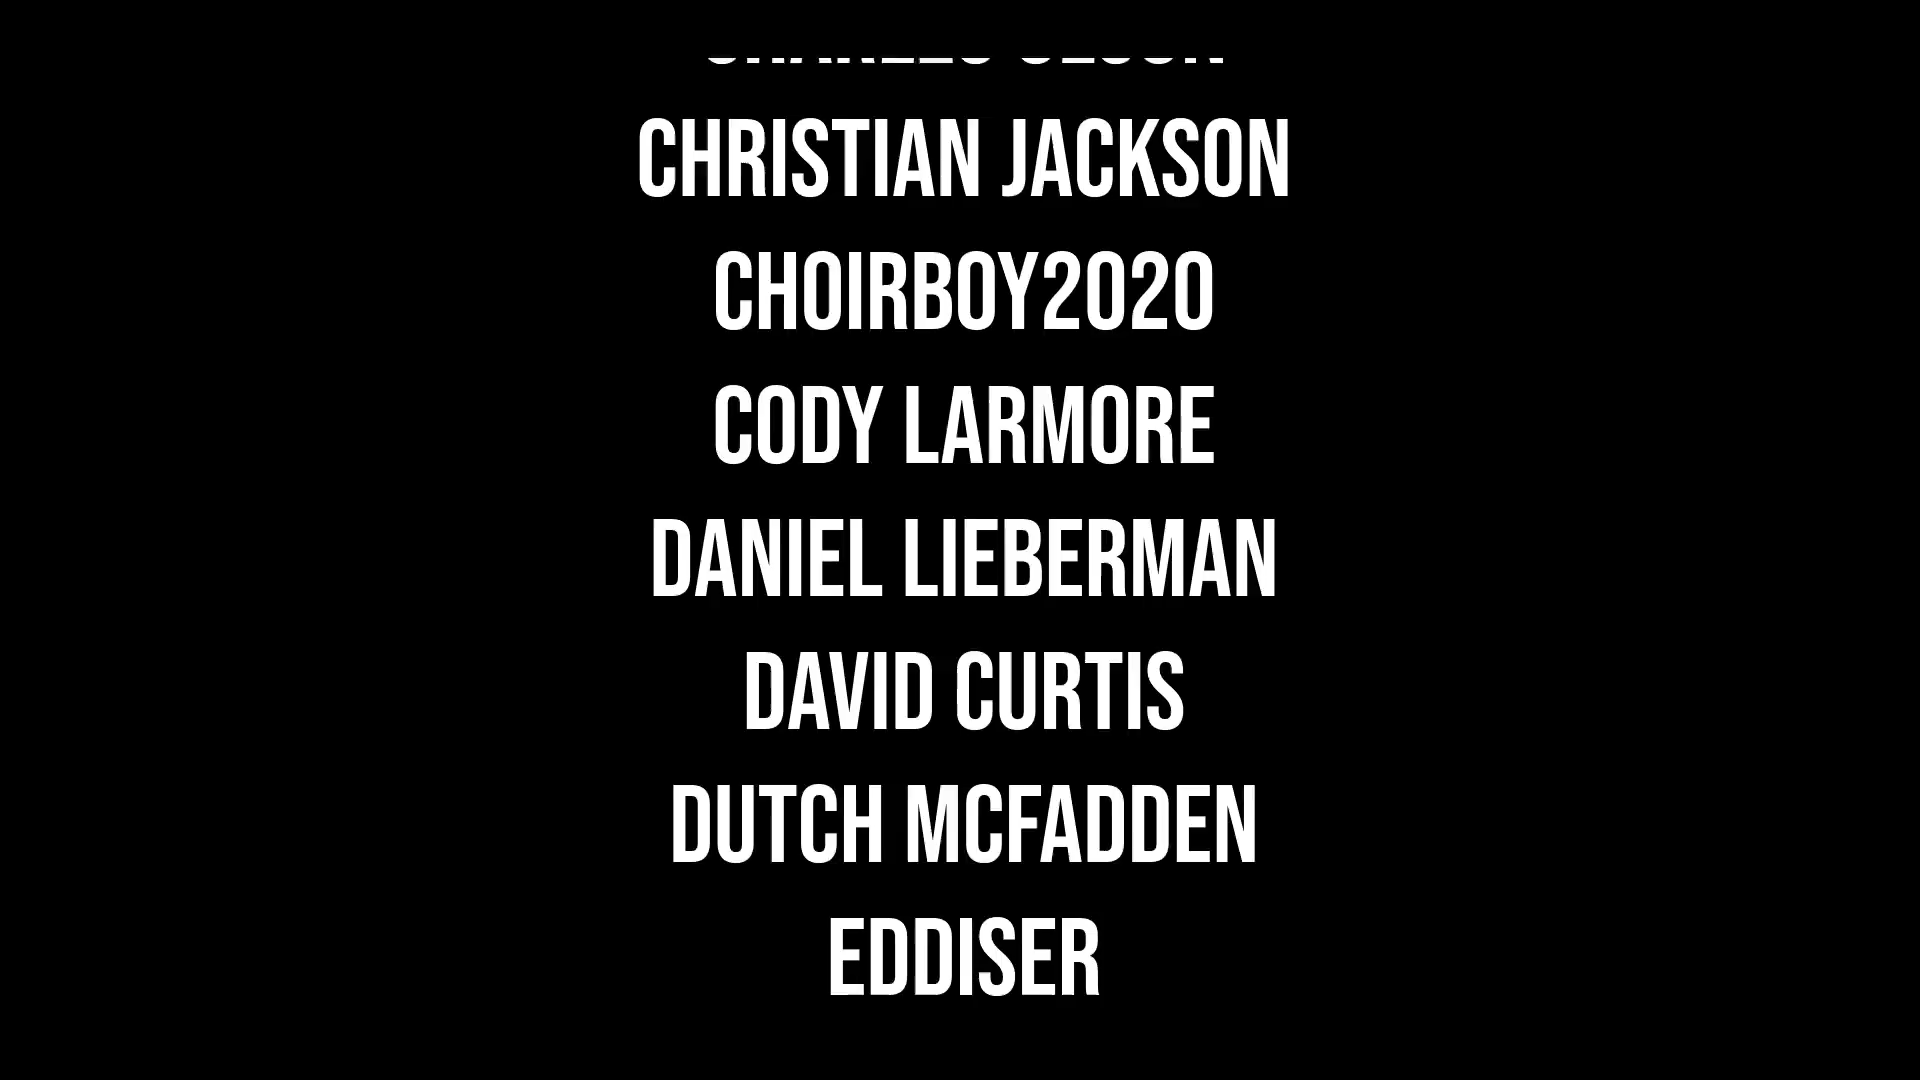 CHRISTIAN JACKSON
CHOIRBOY2020
CODY LARMORE
DANIEL LIEBERMAN
DAVID CURTIS
DUTCH MCFADDEN
EDDISER